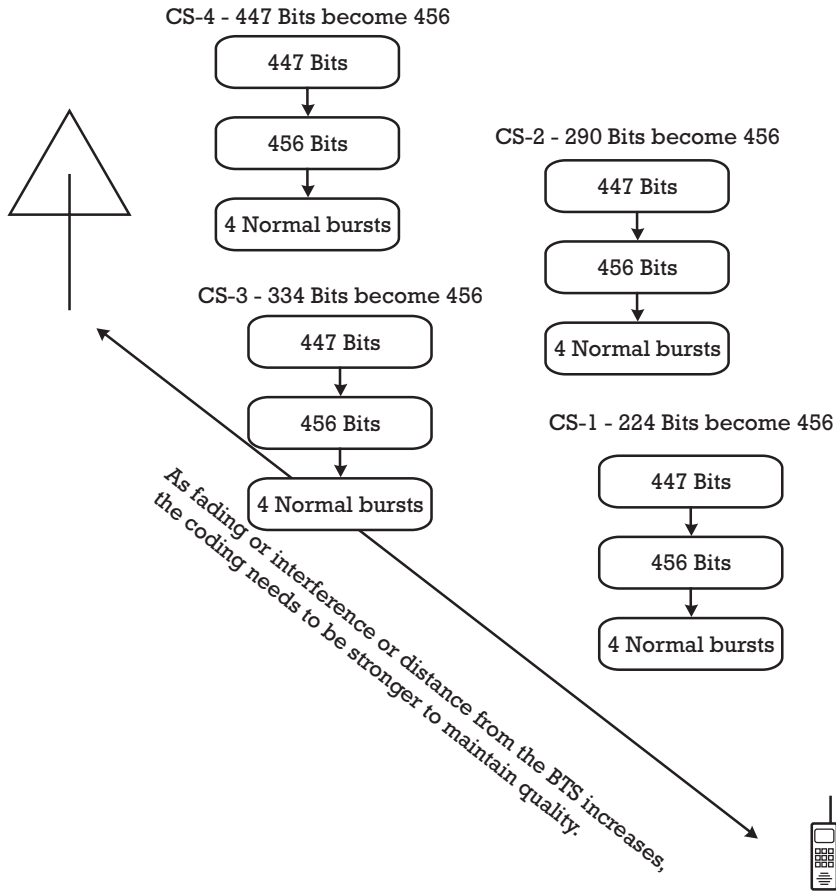 CS-4 - 447 Bits become 456
447 Bits
456 Bits
4 Normal bursts
CS-2 - 290 Bits become 456
447 Bits
456 Bits
4 Normal bursts
CS-3 - 334 Bits become 456
447 Bits
456 Bits
4 Normal bursts
CS-1 - 224 Bits become 456
447 Bits
456 Bits
4 Normal bursts
As fading or interference or distance from the BTS increases,
the coding needs to be stronger to maintain quality.